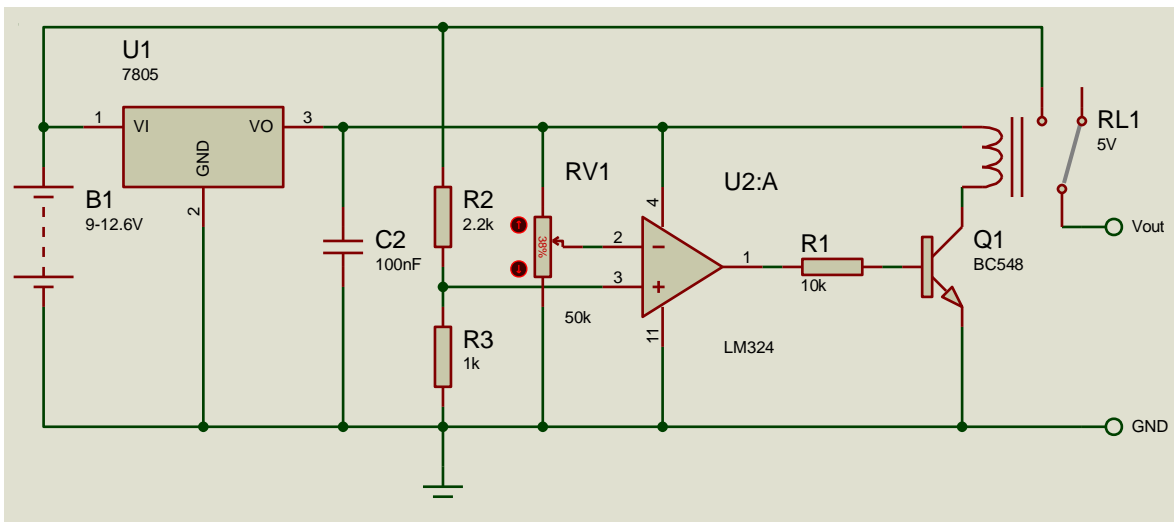 U1
7805
1
VI
VO
3
GND
2
B1
9-12.6V
C2
100nF
R2
2.2k
R3
1k
RV1
38%
50k
U2:A
4
2
3
1
11
LM324
R1
10k
Q1
BC548
RL1
5V
Vout
GND